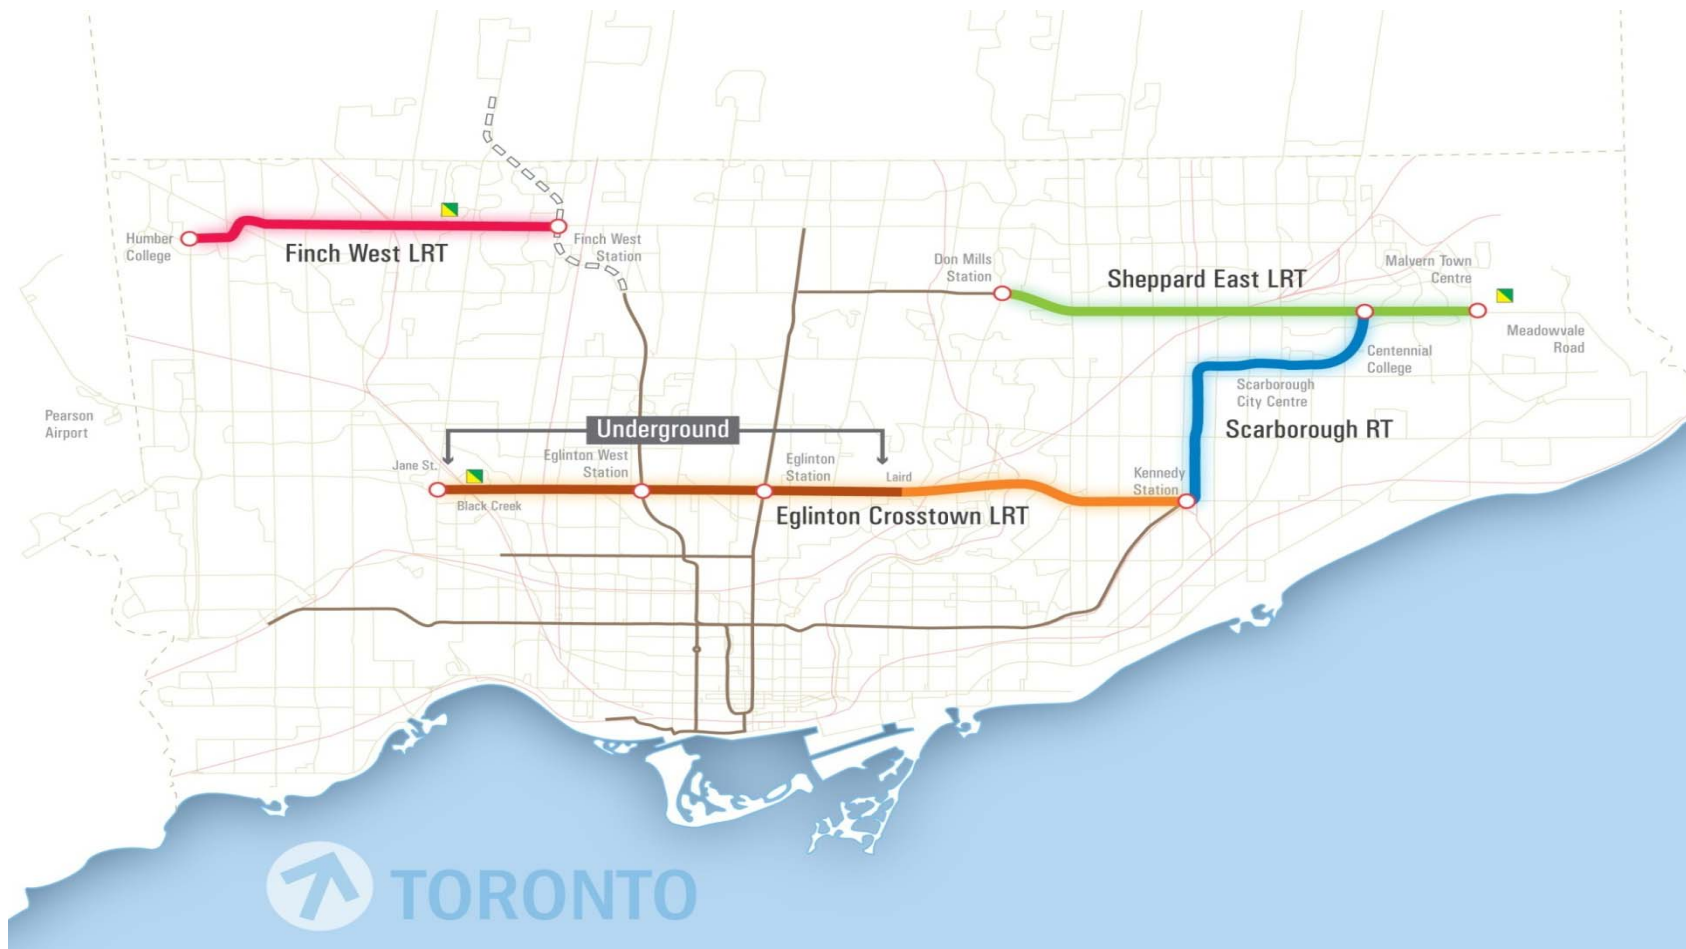 Humber
College
Finch West LRT
Finch West
Station
Don Mills
Station
Sheppard East LRT
Malvern Town
Centre
Meadowvale
Road
Centennial
College
Scarborough
City Centre
Scarborough RT
Pearson
Airport
Underground
Jane St.
Eglinton West
Station
Eglinton
Station
Laird
Kennedy
Station
Black Creek
Eglinton Crosstown LRT
TORONTO